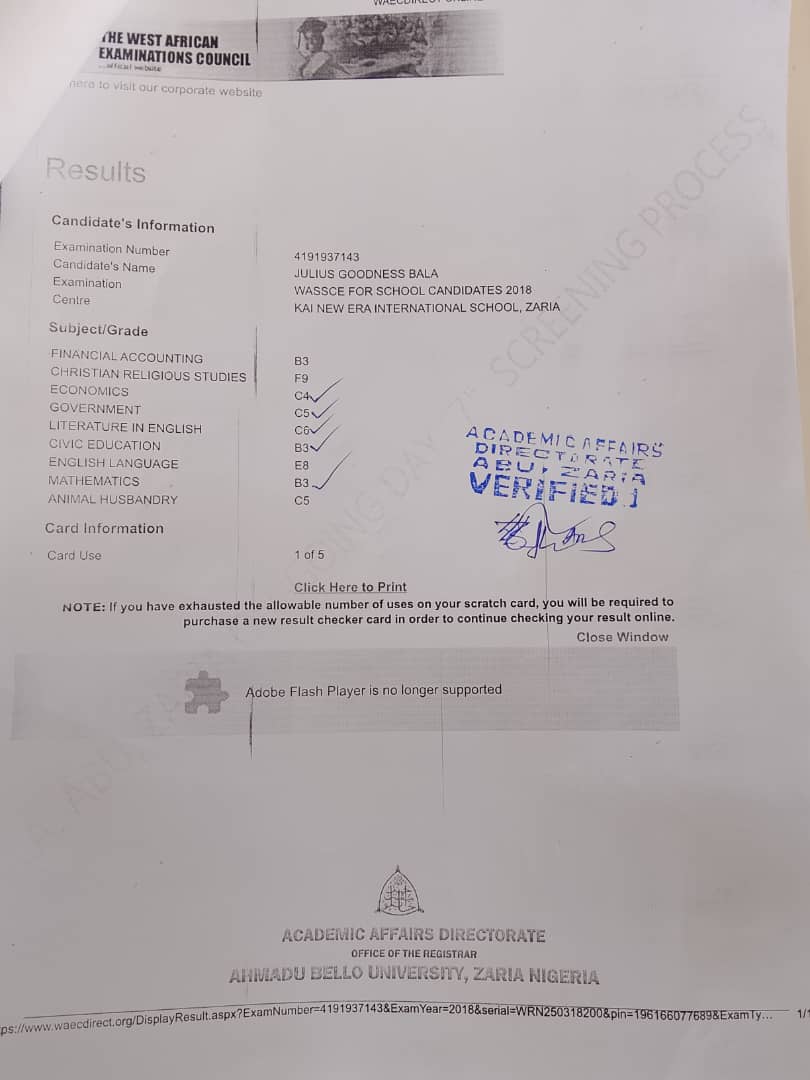 THE WEST AFRICAN
EXAMINATIONS COUNCIL
...official website
here to visit our corporate website
Results
Candidate's Information
Examination Number 4191937143
Candidate's Name JULIUS GOODNESS BALA
Examination WASSCE FOR SCHOOL CANDIDATES 2018
Centre KAI NEW ERA INTERNATIONAL SCHOOL, ZARIA
Subject/Grade
FINANCIAL ACCOUNTING B3
CHRISTIAN RELIGIOUS STUDIES F9
ECONOMICS C4
GOVERNMENT C5
LITERATURE IN ENGLISH C6
CIVIC EDUCATION B3
ENGLISH LANGUAGE E8
MATHEMATICS B3
ANIMAL HUSBANDRY C5
ACADEMIC AFFAIRS
DIRECTORATE
ABU, ZARIA
VERIFIED 1
Card Information
Card Use 1 of 5
Click Here to Print
NOTE: If you have exhausted the allowable number of uses on your scratch card, you will be required to
purchase a new result checker card in order to continue checking your result online.
Close Window
Adobe Flash Player is no longer supported
SCREENING PROCESS
ACADEMIC AFFAIRS DIRECTORATE
OFFICE OF THE REGISTRAR
AHMADU BELLO UNIVERSITY, ZARIA NIGERIA
ps://www.waecdirect.org/DisplayResult.aspx?ExamNumber=4191937143&ExamYear=2018&serial=WRN250318200&pin=196166077689&ExamTy... 1/1